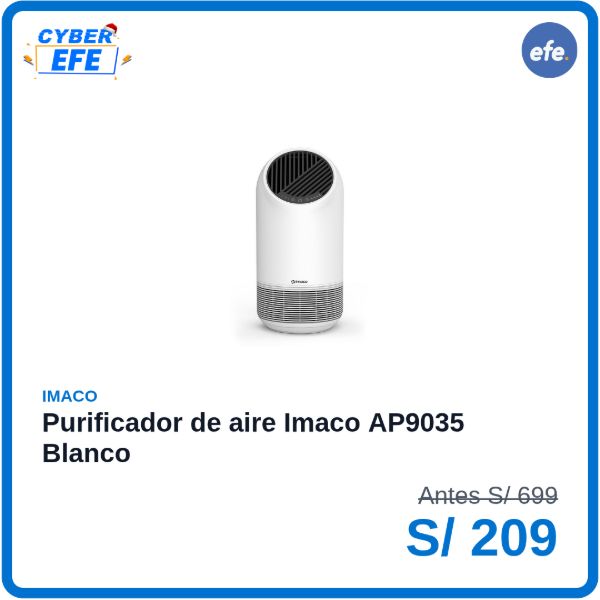 CYBER
EFE
efe.
IMACO
Purificador de aire Imaco AP9035
Blanco
Antes S/ 699
S/ 209